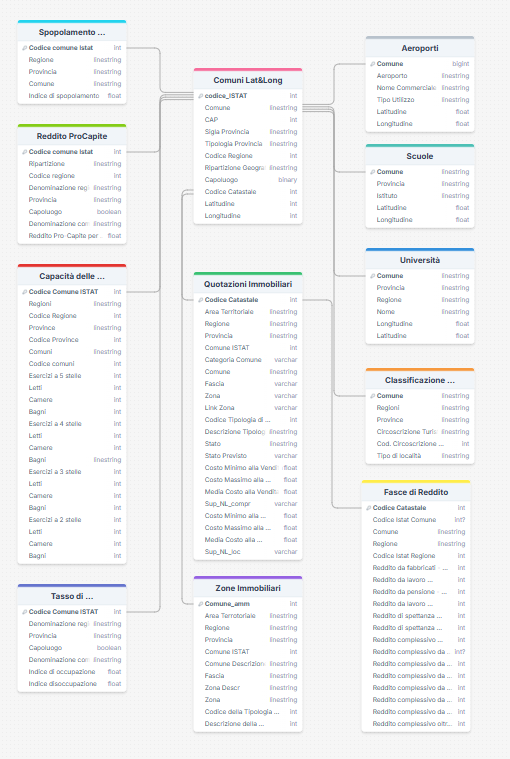 Spopolamento ...
Codice comune Istat int
Regione linestring
Provincia linestring
Comune linestring
Indice di spopolamento float
Reddito ProCapite
Codice comune Istat int
Ripartizione linestring
Codice regione int
Denominazione reg linestring
Provincia linestring
Capoluogo boolean
Denominazione con linestring
Reddito Pro Capite per float
Capacità delle ...
Codice Comune ISTAT int
Regioni linestring
Codice Regione int
Province linestring
Codice Province int
Comuni linestring
Codice comuni int
Esercizi a 5 stelle int
Letti int
Camere int
Bagni int
Esercizi a 4 stelle int
Letti int
Camere int
Bagni linestring
Esercizi a 3 stelle int
Letti int
Camere int
Bagni int
Esercizi a 2 stelle int
Letti int
Camere int
Bagni int
Tasso di ...
Codice Comune ISTAT int
Denominazione regi linestring
Provincia linestring
Capoluogo boolean
Denominazione con linestring
Indice di occupazione float
Indice disoccupazione float
Comuni Lat&Long
codice_ISTAT int
Comune linestring
CAP int
Sigla Provincia linestring
Tipologia Provincia linestring
Codice Regione int
Ripartizione Geogra linestring
Capoluogo binary
Codice Catastale int
Latitudine int
Longitudine int
Quotazioni Immobiliari
Codice Catastale int
Area Territoriale linestring
Regione linestring
Provincia linestring
Comune ISTAT int
Categoria Comune varchar
Comune linestring
Fascia varchar
Zona varchar
Link Zona varchar
Codice Tipologia di ... int
Descrizione Tipolog linestring
Stato linestring
Stato Previsto varchar
Costo Minimo alla Vendi float
Costo Massimo alla ... float
Media Costo alla Vendit float
Sup_NL_compr varchar
Costo Minimo alla ... float
Costo Massimo alla ... float
Media Costo alla ... float
Sup_NL_loc varchar
Zone Immobiliari
Comune_amm int
Area Terrotoriale linestring
Regione linestring
Provincia linestring
Comune ISTAT int
Comune Descrizion linestring
Fascia linestring
Zona Descr linestring
Zona linestring
Codice della Tipologia ... int
Descrizione della ... int
Aeroporti
Comune bigint
Aeroporto linestring
Nome Commerciale linestring
Tipo Utilizzo linestring
Latitudine float
Longitudine float
Scuole
Comune linestring
Provincia linestring
Istituto linestring
Latitudine float
Longitudine float
Università
Comune linestring
Provincia linestring
Regione linestring
Nome linestring
Longitudine float
Latitudine float
Classificazione ...
Comune linestring
Regioni linestring
Province linestring
Circoscrizione Turis linestring
Cod. Circoscrizione ... int
Tipo di località linestring
Fasce di Reddito
Codice Catastale int
Codice Istat Comune int?
Comune linestring
Regione linestring
Codice Istat Regione int
Reddito da fabbricati - int
Reddito da lavoro ... int
Reddito da pensione - ... int
Reddito da lavoro ... int
Reddito di spettanza ... int
Reddito di spettanza ... int
Reddito complessivo ... int
Reddito complessivo da int?
Reddito complessivo da ... int
Reddito complessivo da ... int
Reddito complessivo da ... int
Reddito complessivo da ... int
Reddito complessivo da ... int
Reddito complessivo oltr... int